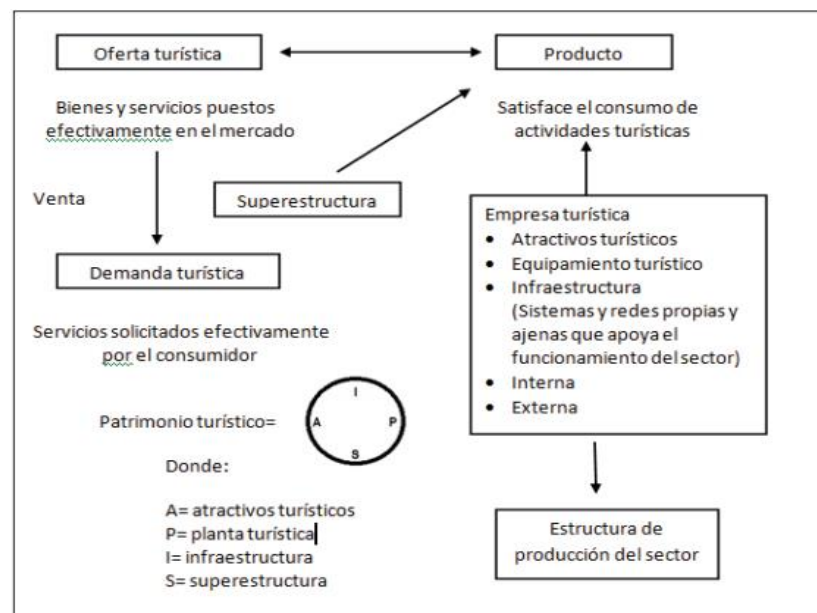 Oferta turística
Producto
Bienes y servicios puestos
efectivamente en el mercado
Satisface el consumo de
actividades turísticas
Venta
Superestructura
Demanda turística
Servicios solicitados efectivamente
por el consumidor
Empresa turística
• Atractivos turísticos
• Equipamiento turístico
• Infraestructura
(Sistemas y redes propias y
ajenas que apoya el
funcionamiento del sector)
• Interna
• Externa
Patrimonio turístico=
I
A P
S
Donde:
A= atractivos turísticos
P= planta turística
I= infraestructura
S= superestructura
Estructura de
producción del sector